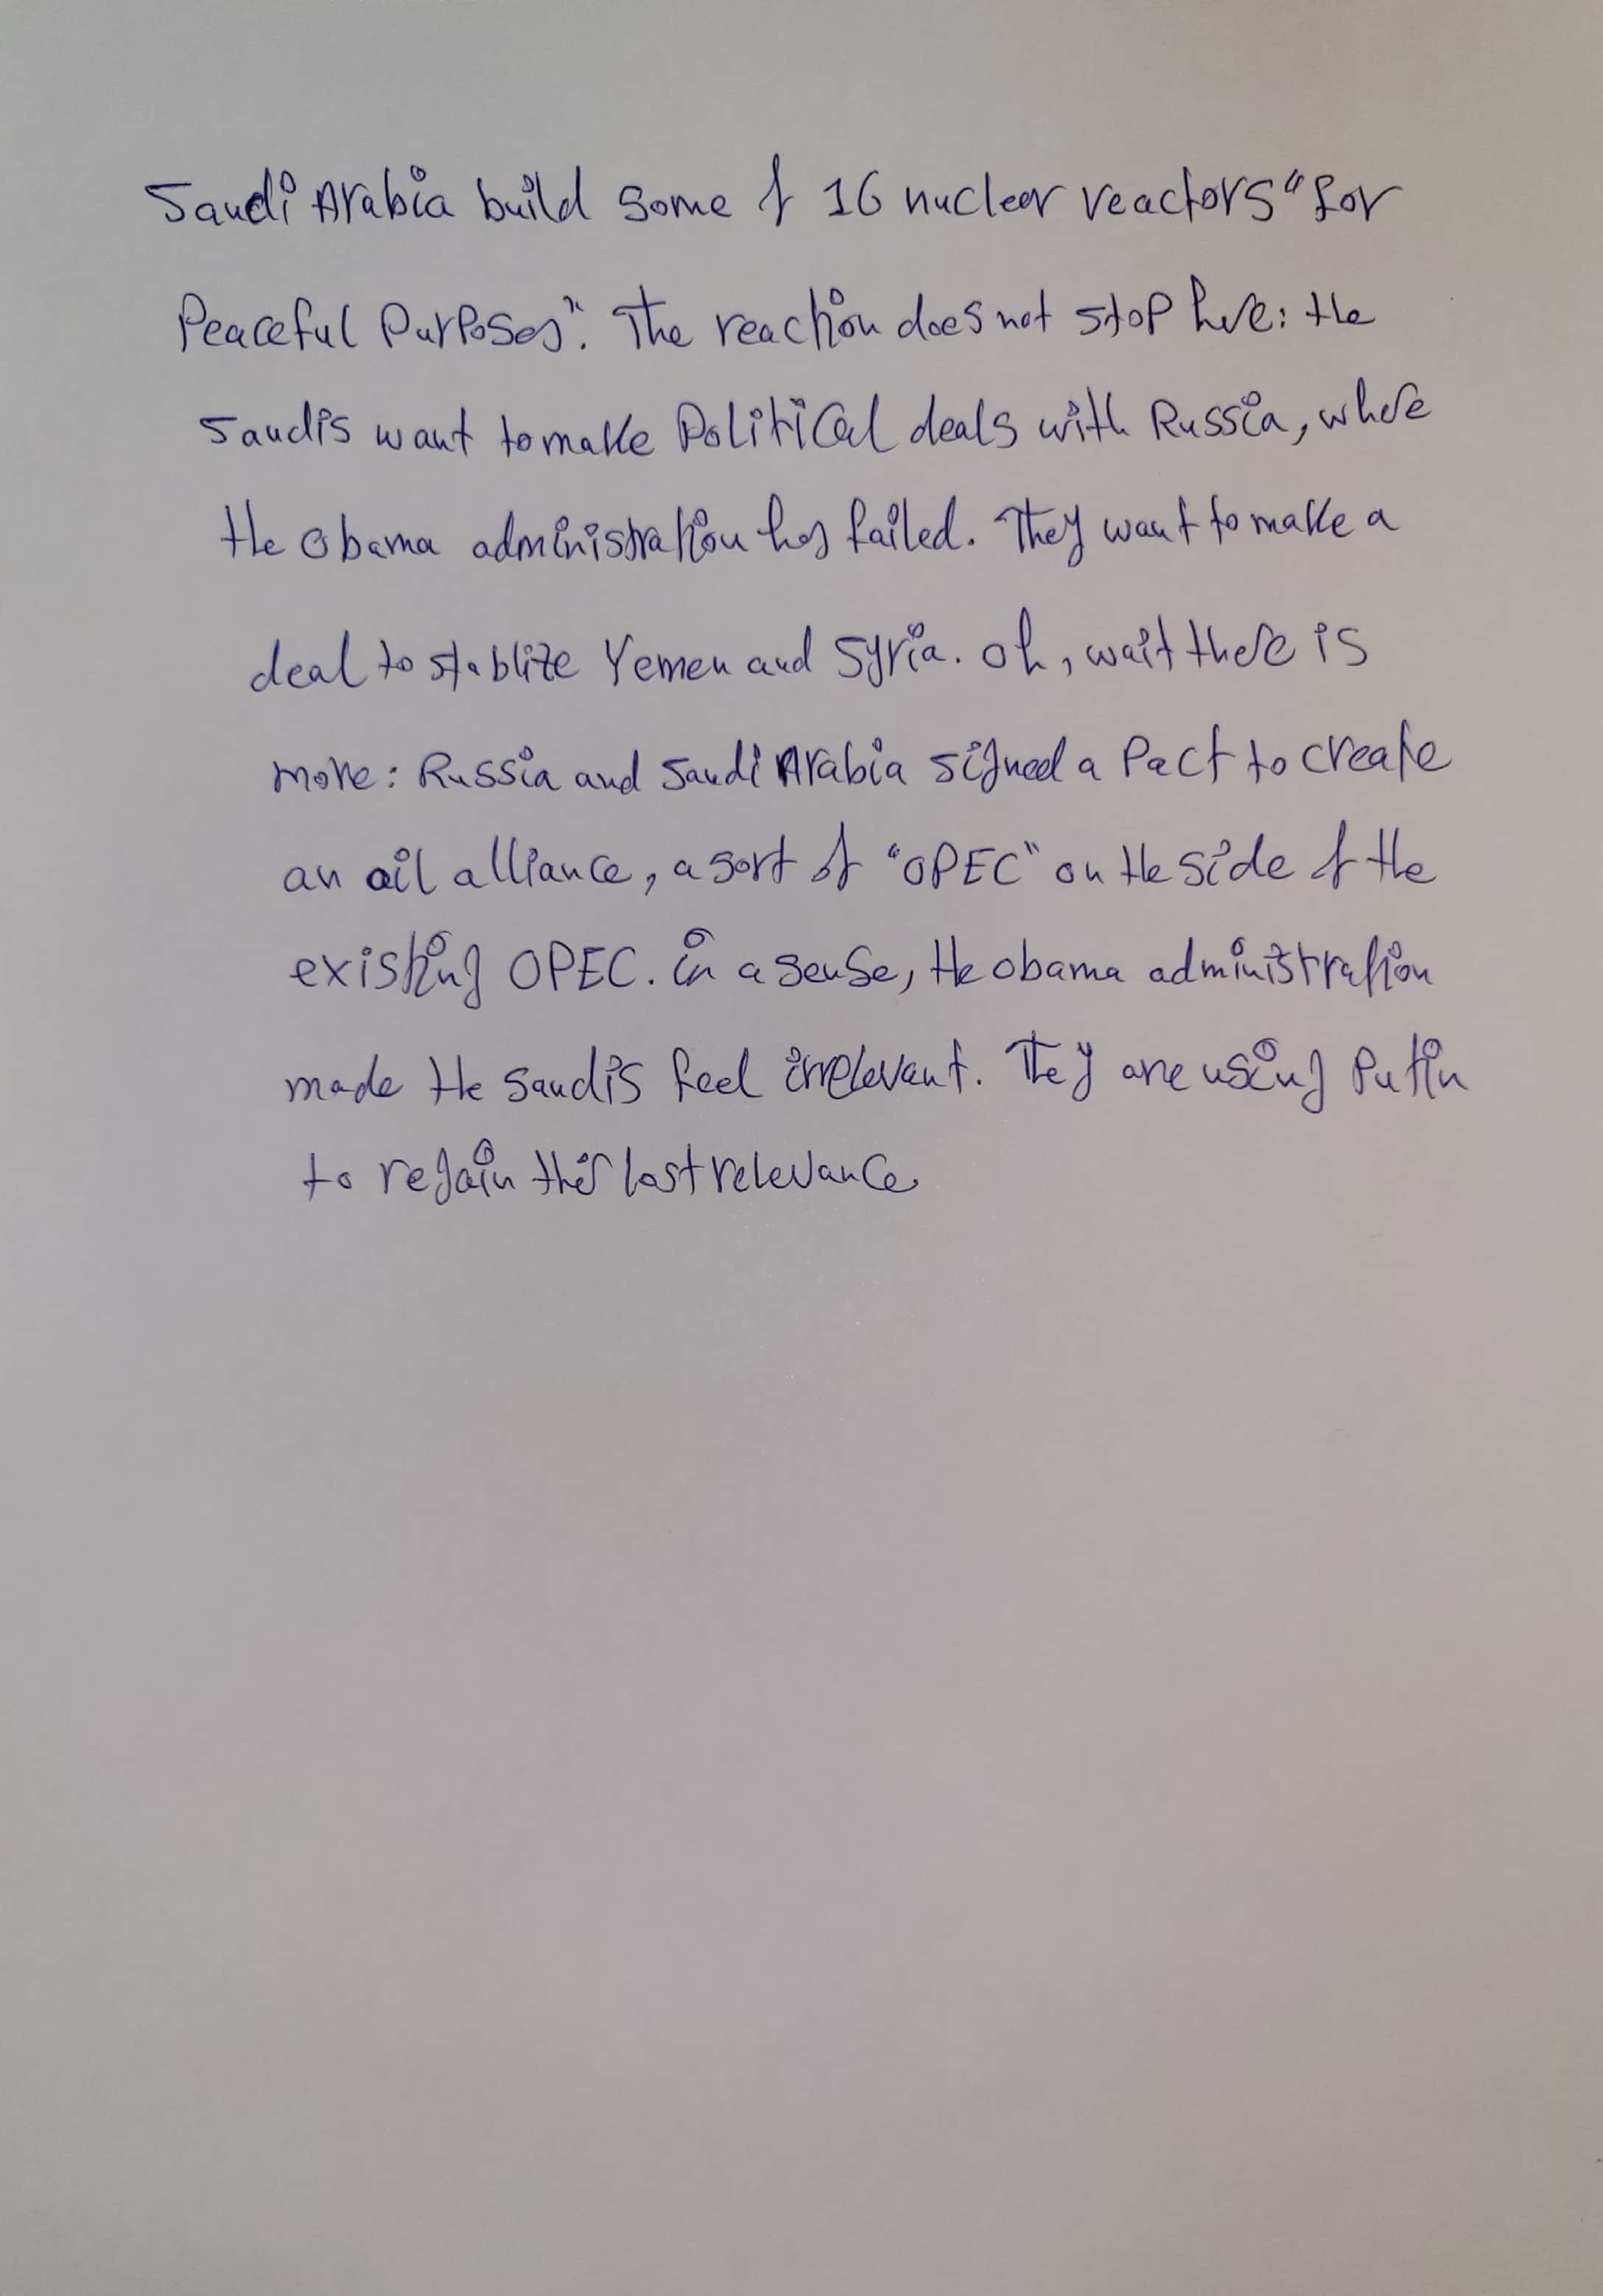 Saudi Arabia build some of 16 nuclear reactors "for
Peaceful Purposes". The reaction does not stop here: the
Saudis want to make Political deals with Russia, where
the Obama administration has failed. They want to make a
deal to stablize Yemen and Syria. Oh, wait there is
more: Russia and Saudi Arabia signed a Pact to create
an oil alliance, a sort of "OPEC" on the side of the
existing OPEC. in a sense, the Obama administration
made the Saudis feel irrelevant. They are using Putin
to regain their lost relevance